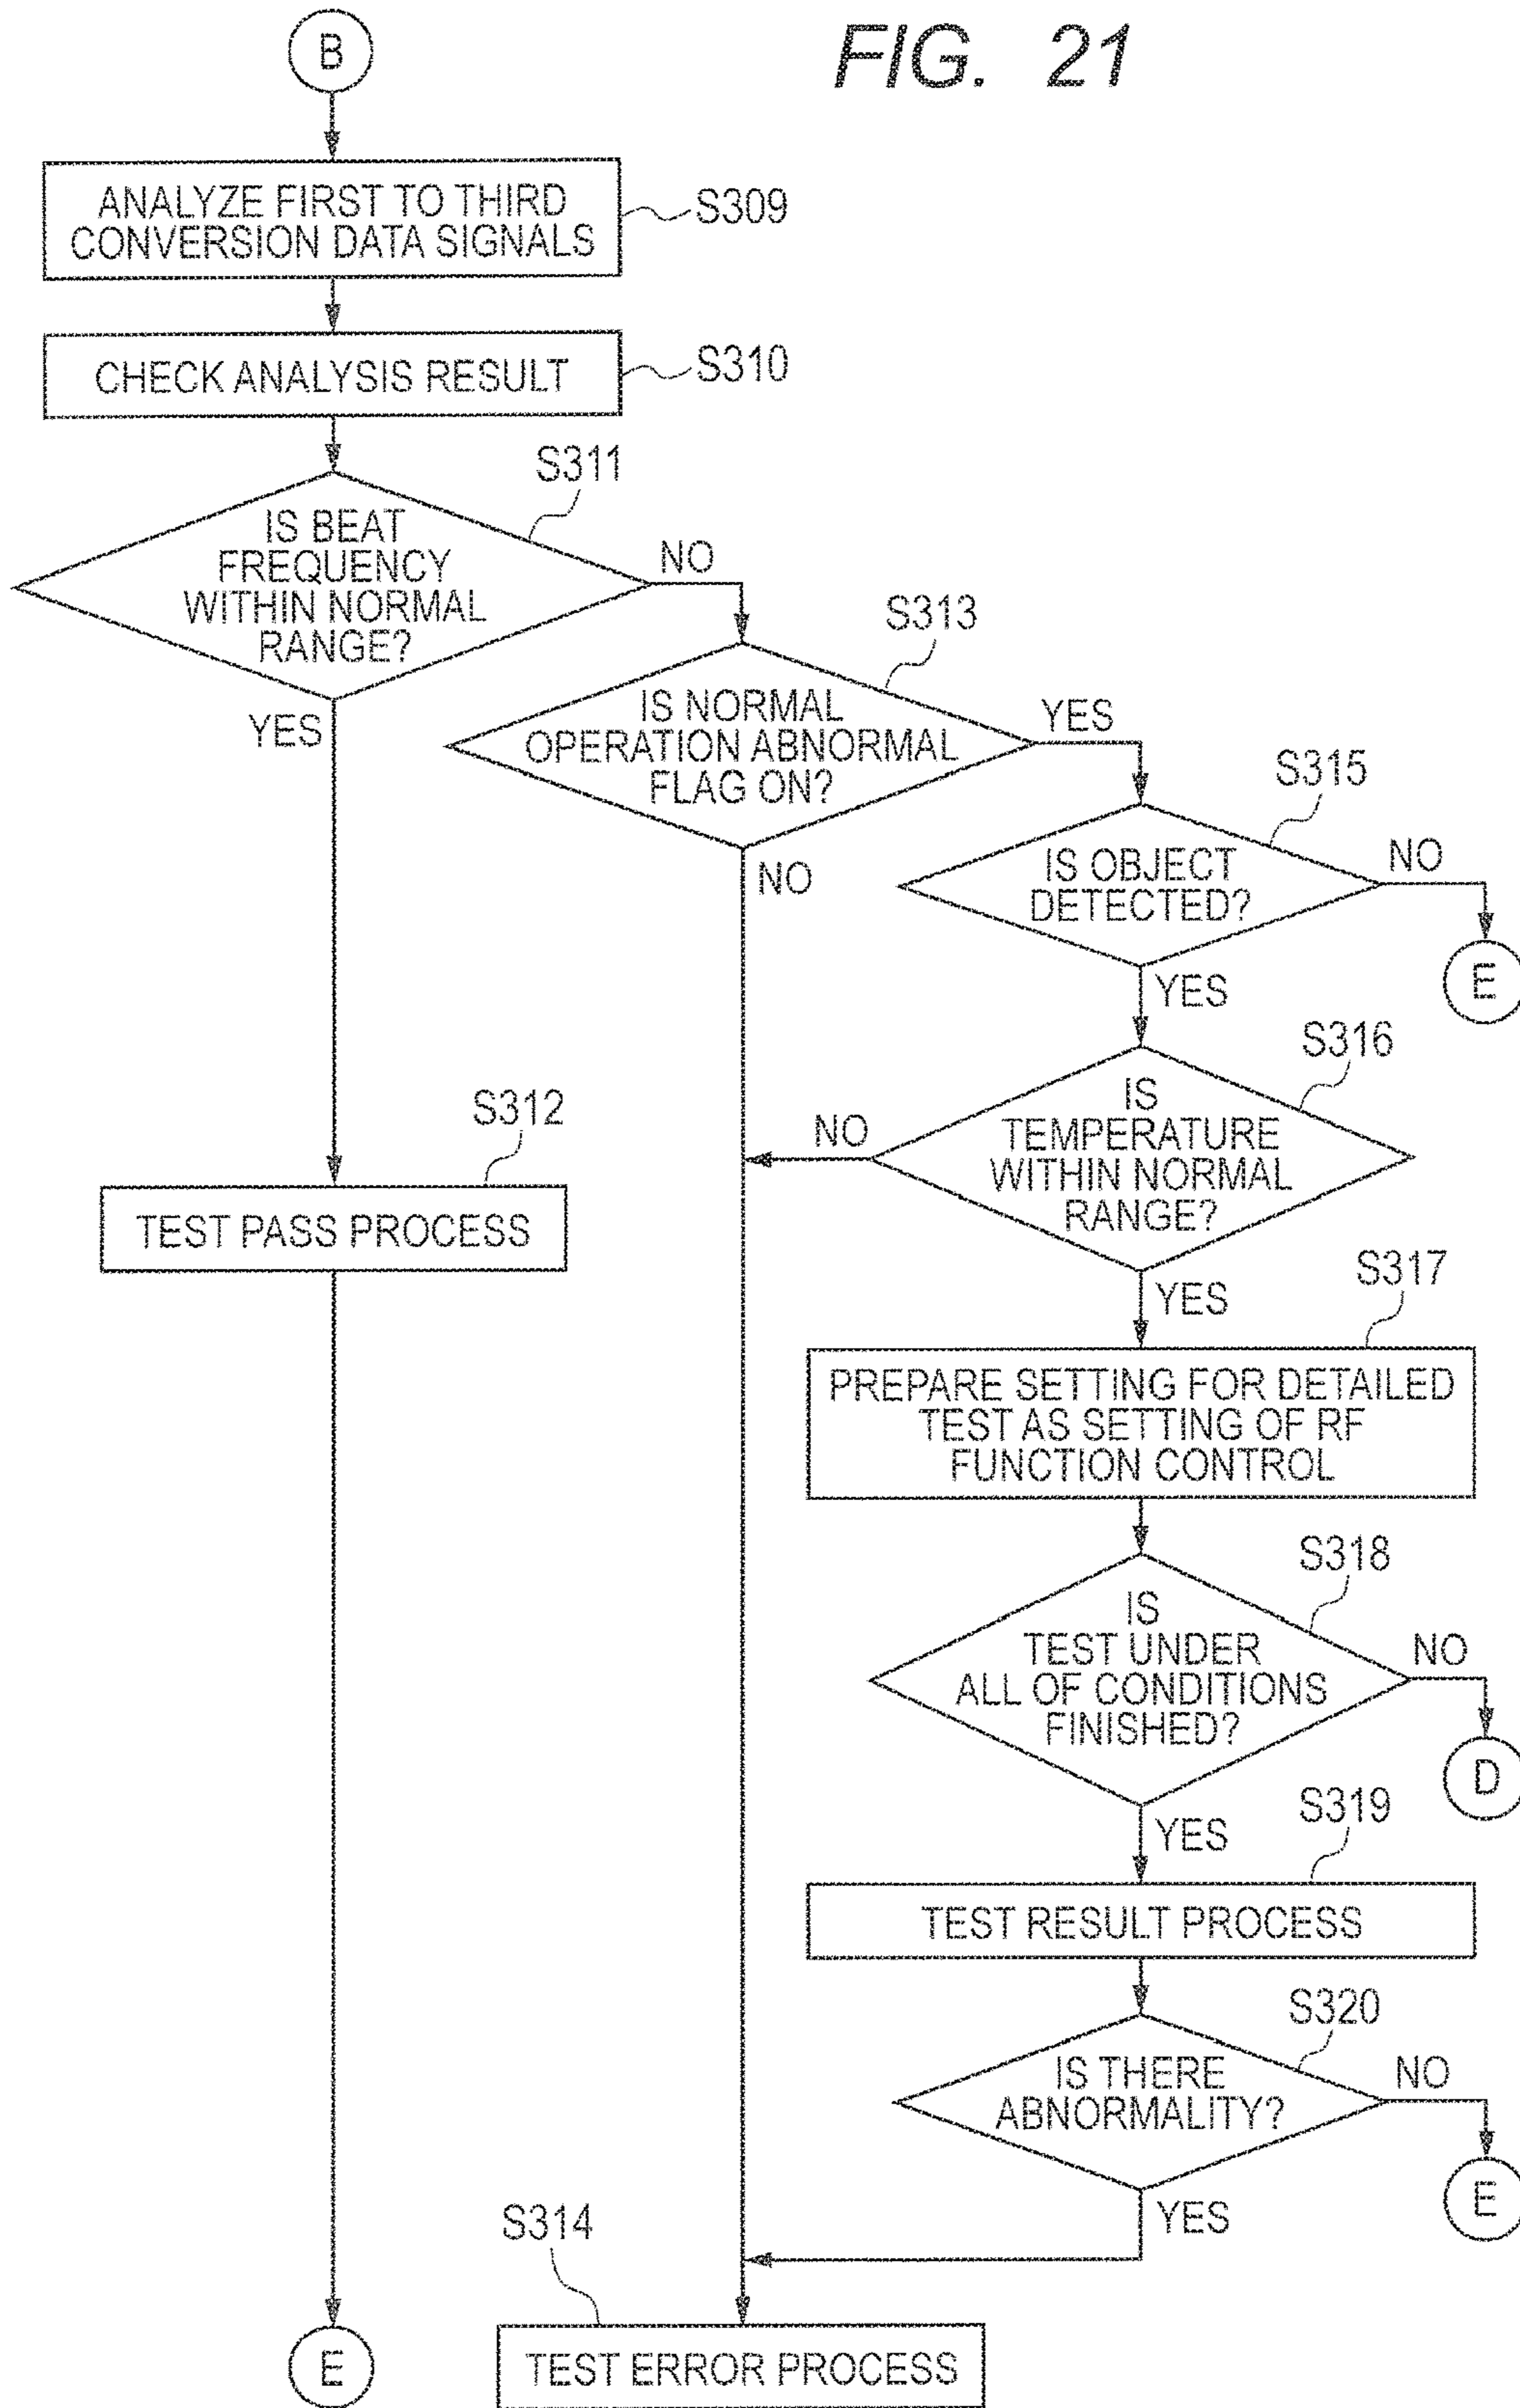 FIG. 21
B
ANALYZE FIRST TO THIRD
CONVERSION DATA SIGNALS
S309
CHECK ANALYSIS RESULT
S310
S311
IS BEAT
FREQUENCY
WITHIN NORMAL
RANGE?
NO
YES
S313
IS NORMAL
OPERATION ABNORMAL
FLAG ON?
YES
NO
S315
IS OBJECT
DETECTED?
NO
E
YES
S316
IS
TEMPERATURE
WITHIN NORMAL
RANGE?
NO
YES
S312
TEST PASS PROCESS
S317
PREPARE SETTING FOR DETAILED
TEST AS SETTING OF RF
FUNCTION CONTROL
S318
IS
TEST UNDER
ALL OF CONDITIONS
FINISHED?
NO
D
YES
S319
TEST RESULT PROCESS
S320
IS THERE
ABNORMALITY?
NO
E
YES
S314
E
TEST ERROR PROCESS